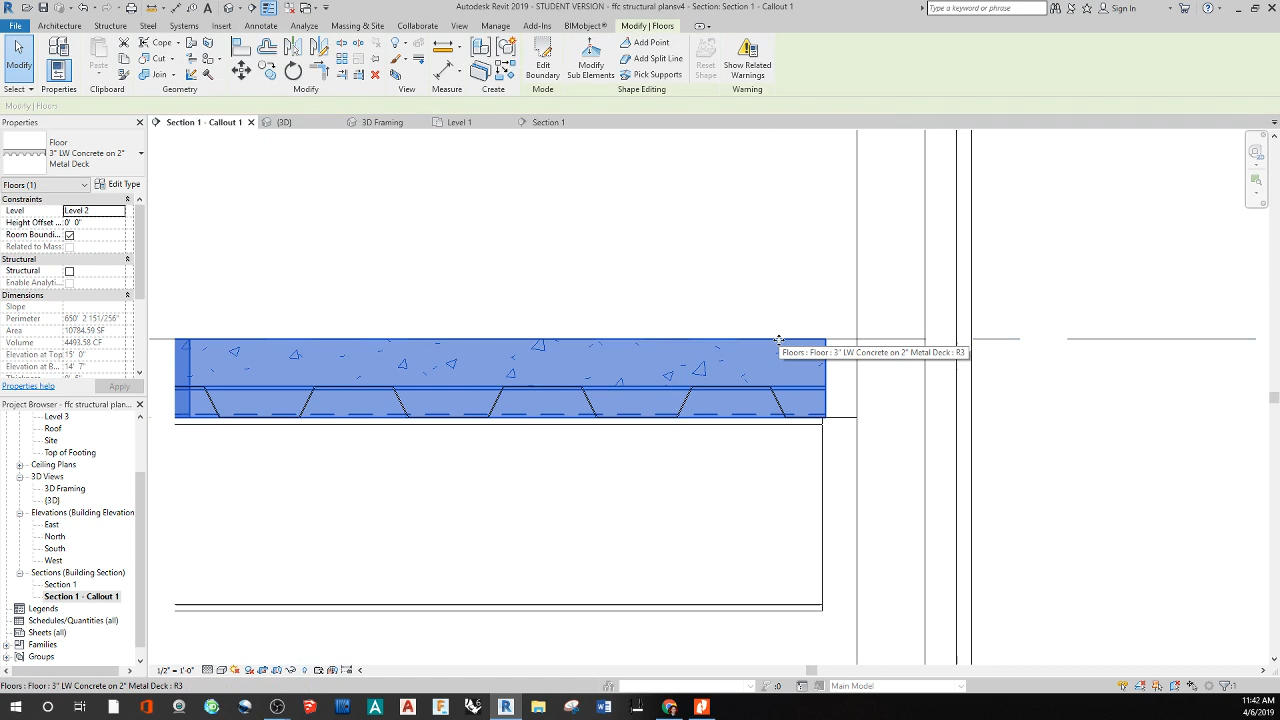 Autodesk Revit 2019 - STUDENT VERSION - ffc structural plansv4 - Section: Section 1 - Callout 1
Type a keyword or phrase
Sign In
File Architecture Structure Steel Systems Insert Annotate Analyze Massing & Site Collaborate View Manage Add-Ins BIMobject® Modify | Floors
Modify
Properties
Paste
Cope
Cut
Join
Edit Boundary
Modify Sub Elements
Add Point
Add Split Line
Pick Supports
Reset Shape
Show Related Warnings
Select Properties Clipboard Geometry Modify View Measure Create Mode Shape Editing Warning
Modify | Floors
Properties
Section 1 - Callout 1 {3D} 3D Framing Level 1 Section 1
Floor
3" LW Concrete on 2" Metal Deck
Floors (1) Edit Type
Constraints
Level Level 2
Height Offset ... 0' 0"
Room Boundi...
Related to Mass
Structural
Structural
Enable Analyti...
Dimensions
Slope
Perimeter 650' 2 151/256"
Area 10784.59 SF
Volume 4493.58 CF
Elevation at Top 15' 0"
Elevation at B... 14' 7"
Properties help Apply
Floors : Floor : 3" LW Concrete on 2" Metal Deck : R3
Project Browser - ffc structural plan...
Level 3
Roof
Site
Top of Footing
Ceiling Plans
3D Views
3D Framing
{3D}
Elevations (Building Elevation
East
North
South
West
Sections (Building Section)
Section 1
Section 1 - Callout 1
Legends
Schedules/Quantities (all)
Sheets (all)
Families
Groups
1/2" = 1'-0"
Floors : Floor : 3" LW Concrete on 2" Metal Deck : R3
:0
Main Model
:1
11:42 AM
4/6/2019